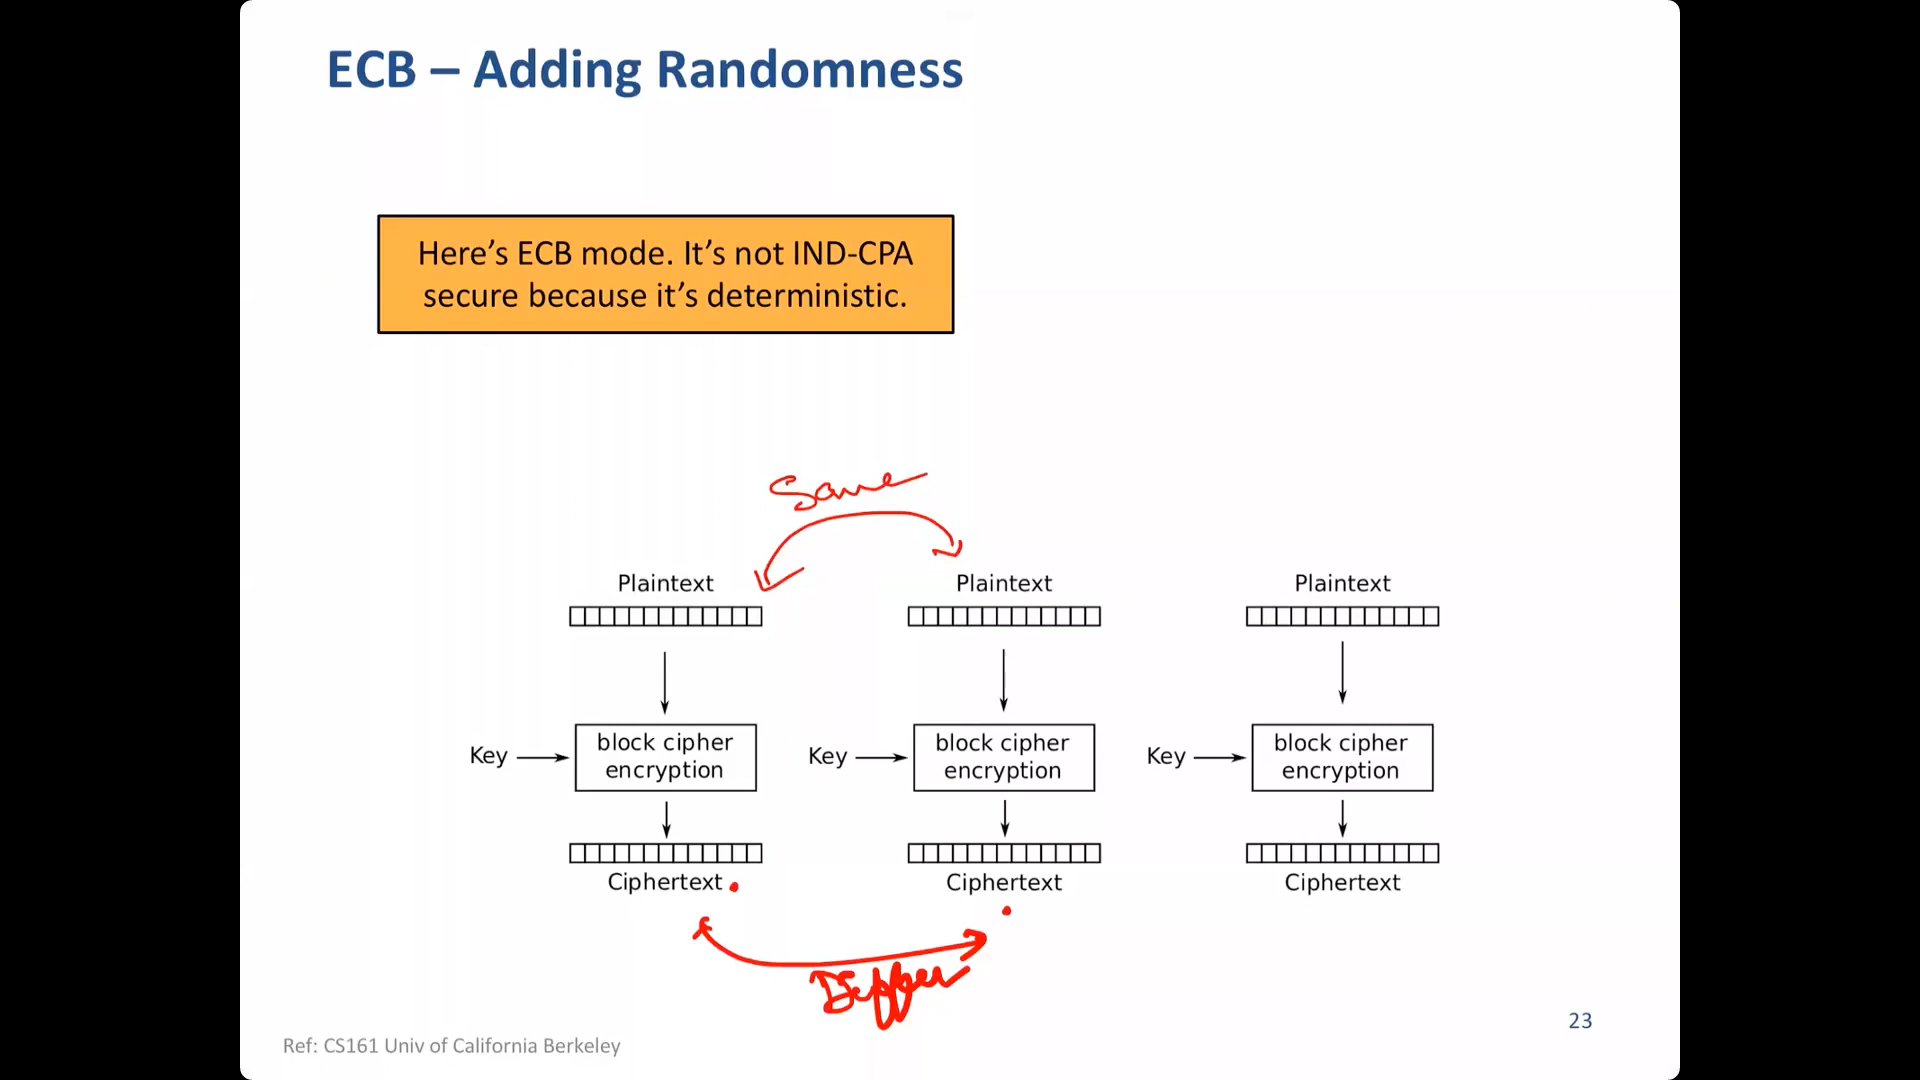 ECB – Adding Randomness
Here's ECB mode. It's not IND-CPA
secure because it's deterministic.
Same
Plaintext Plaintext Plaintext
Key block cipher encryption Key block cipher encryption Key block cipher encryption
Ciphertext Ciphertext Ciphertext
Differ
23
Ref: CS161 Univ of California Berkeley